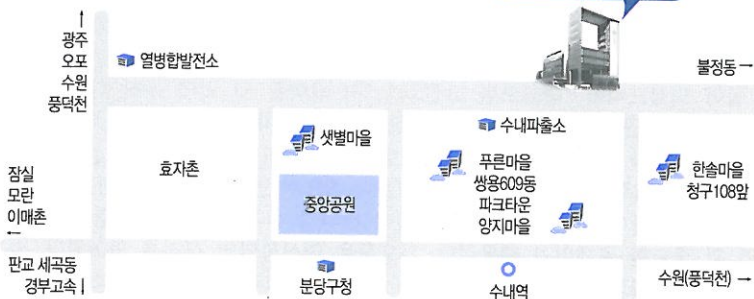 ↑
광주
오포
수원
풍덕천
열병합발전소
불정동 →
샛별마을
효자촌
중앙공원
수내파출소
푸른마을
쌍용609동
파크타운
양지마을
한솔마을
청구108앞
잠실
모란
이매촌
←
판교 세곡동
경부고속 ↓
분당구청
수내역
수원(풍덕천) →